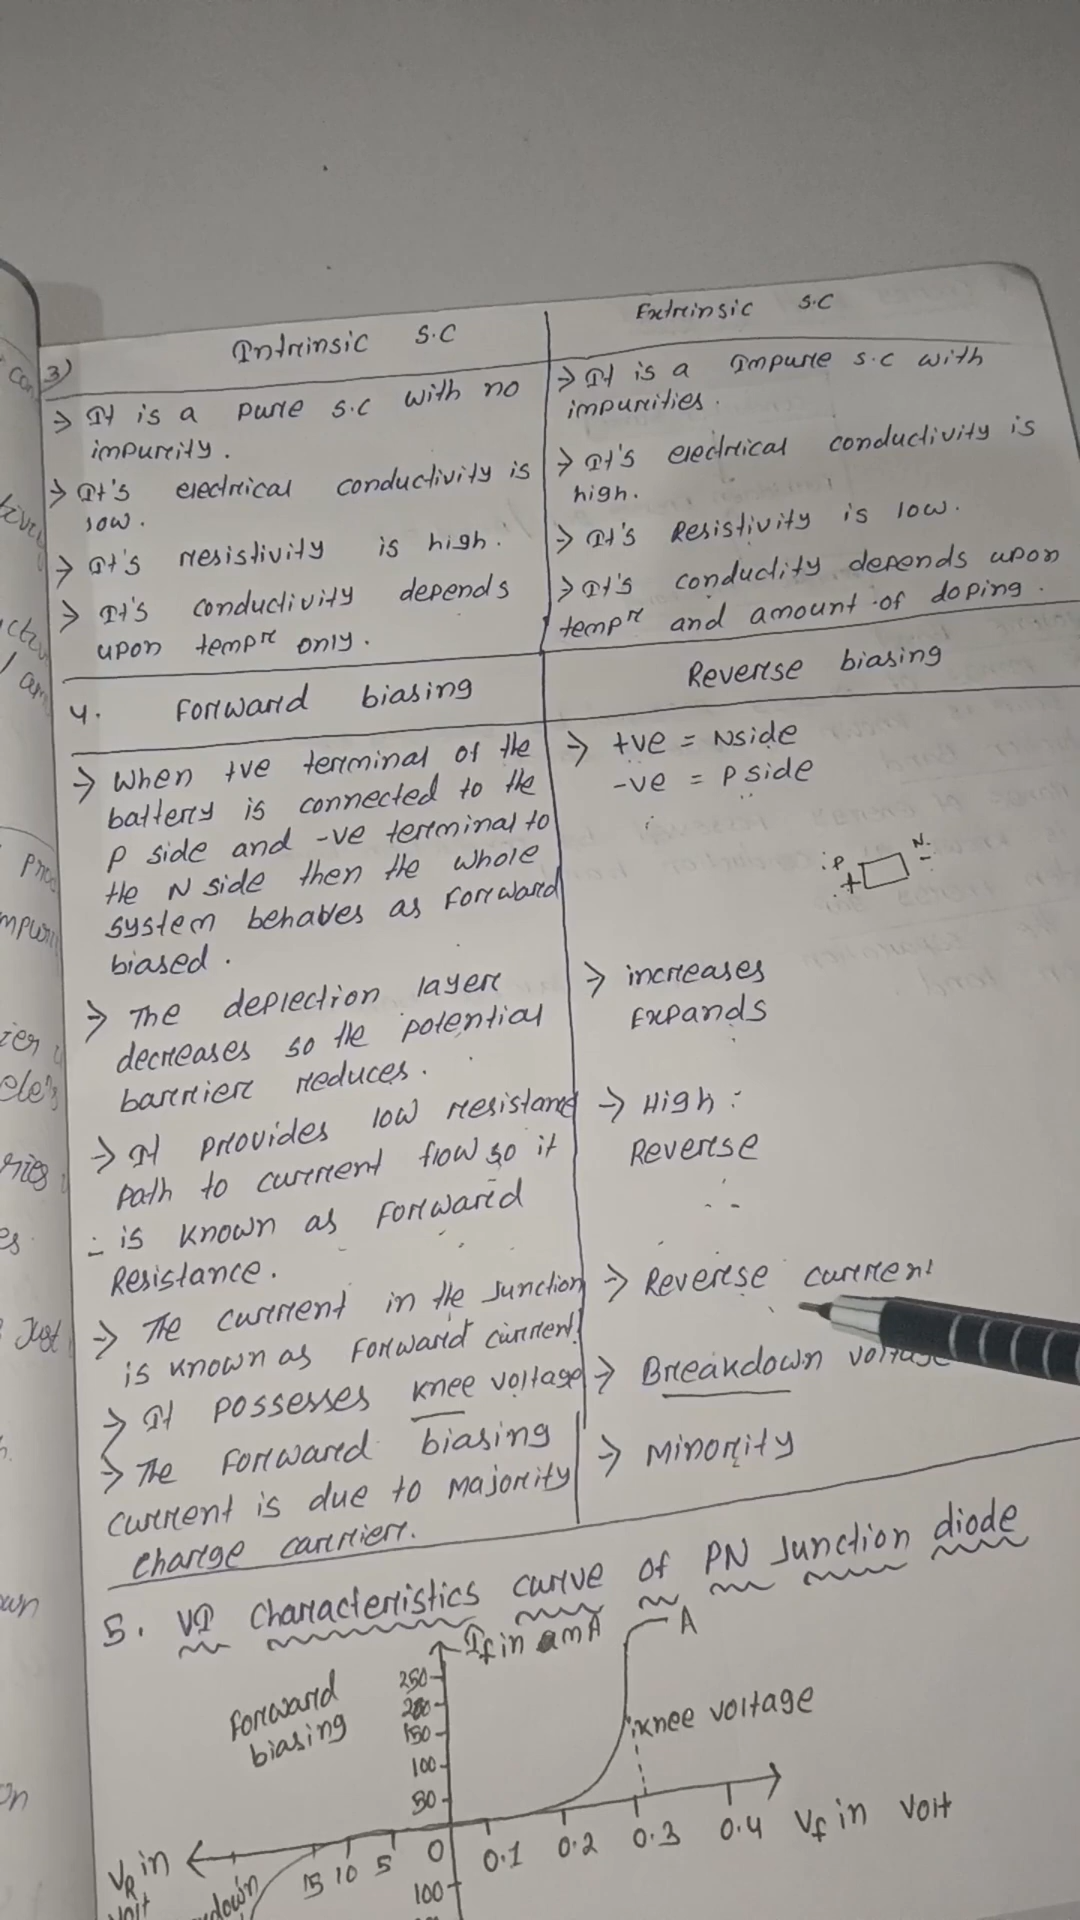 3) Intrinsic S.C
Extrinsic S.C
→ It is a pure s.c with no
impurity.
→ It's electrical conductivity is
low.
→ It's resistivity is high.
→ It's conductivity depends
upon tempr only.
→ It is a Impure s.c with
impurities.
→ It's electrical conductivity is
high.
→ It's Resistivity is low.
→ It's conductity depends upon
tempr and amount of doping.
4. Forward biasing
Reverse biasing
→ When +ve terminal of the
battery is connected to the
P side and -ve terminal to
the N side then the whole
system behaves as Forward
biased.
→ The deplection layer
decreases so the potential
barrier reduces.
→ It provides low resistance
path to current flow so it
is known as Forward
Resistance.
→ The current in the Junction
is known as Forward current.
→ It possesses knee voltage
→ The Forward biasing
current is due to majority
charge carrier.
→ +ve = Nside
-ve = P side
P N
+ -
→ increases
Expands
→ High:
Reverse
→ Reverse current
→ Breakdown voltage
→ Minority
5. VI characteristics curve of PN Junction diode
If in mA
A
Forward
biasing
250
200
150
100
50
knee voltage
VR in
Volt
15 10 5 0 0.1 0.2 0.3 0.4 Vf in Volt
100